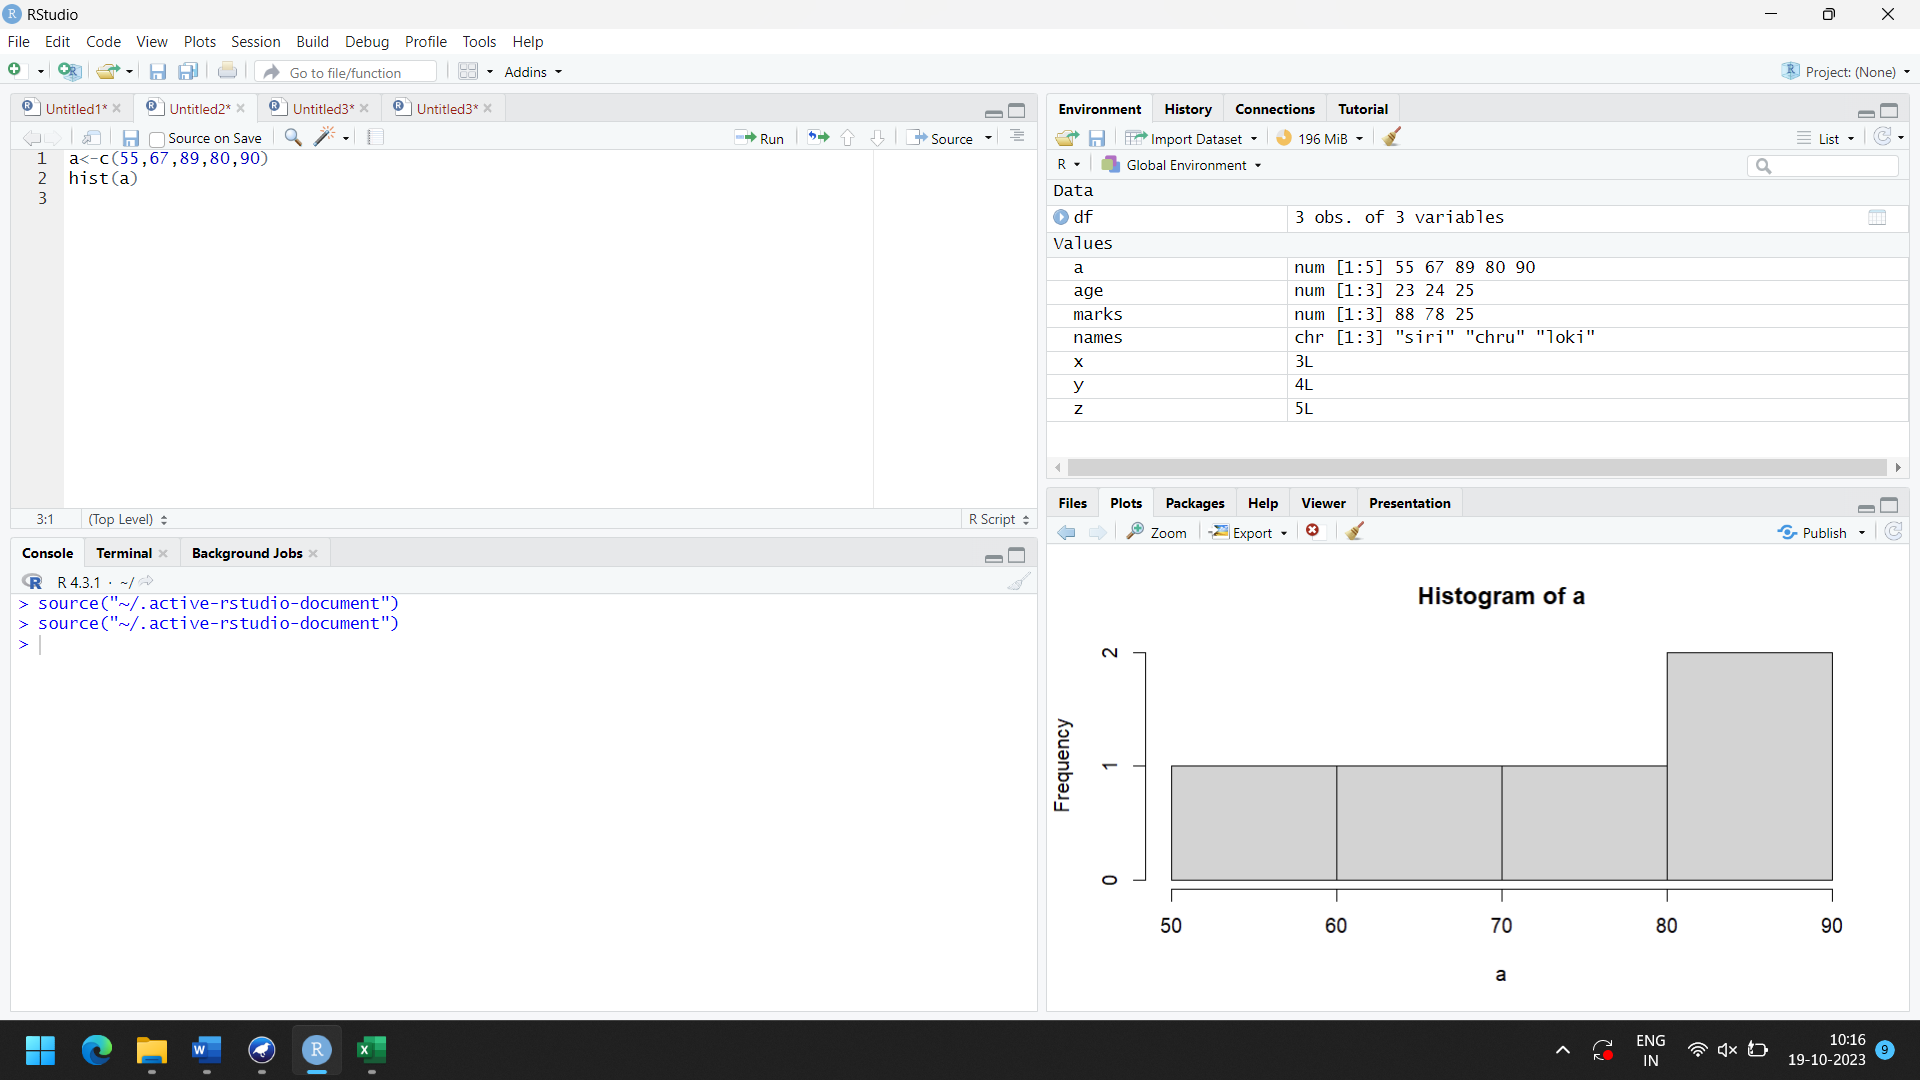 RStudio
File Edit Code View Plots Session Build Debug Profile Tools Help
Go to file/function Addins Project: (None)
Untitled1* Untitled2* Untitled3* Untitled3*
Source on Save Run Source
1 a<-c(55,67,89,80,90)
2 hist(a)
3
3:1 (Top Level) R Script
Console Terminal Background Jobs
R 4.3.1 · ~/
> source("~/.active-rstudio-document")
> source("~/.active-rstudio-document")
>
Environment History Connections Tutorial
Import Dataset 196 MiB List
R Global Environment
Data
df 3 obs. of 3 variables
Values
a num [1:5] 55 67 89 80 90
age num [1:3] 23 24 25
marks num [1:3] 88 78 25
names chr [1:3] "siri" "chru" "loki"
x 3L
y 4L
z 5L
Files Plots Packages Help Viewer Presentation
Zoom Export Publish
Histogram of a
Frequency
2
1
0
50 60 70 80 90
a
ENG
IN
10:16
19-10-2023
9